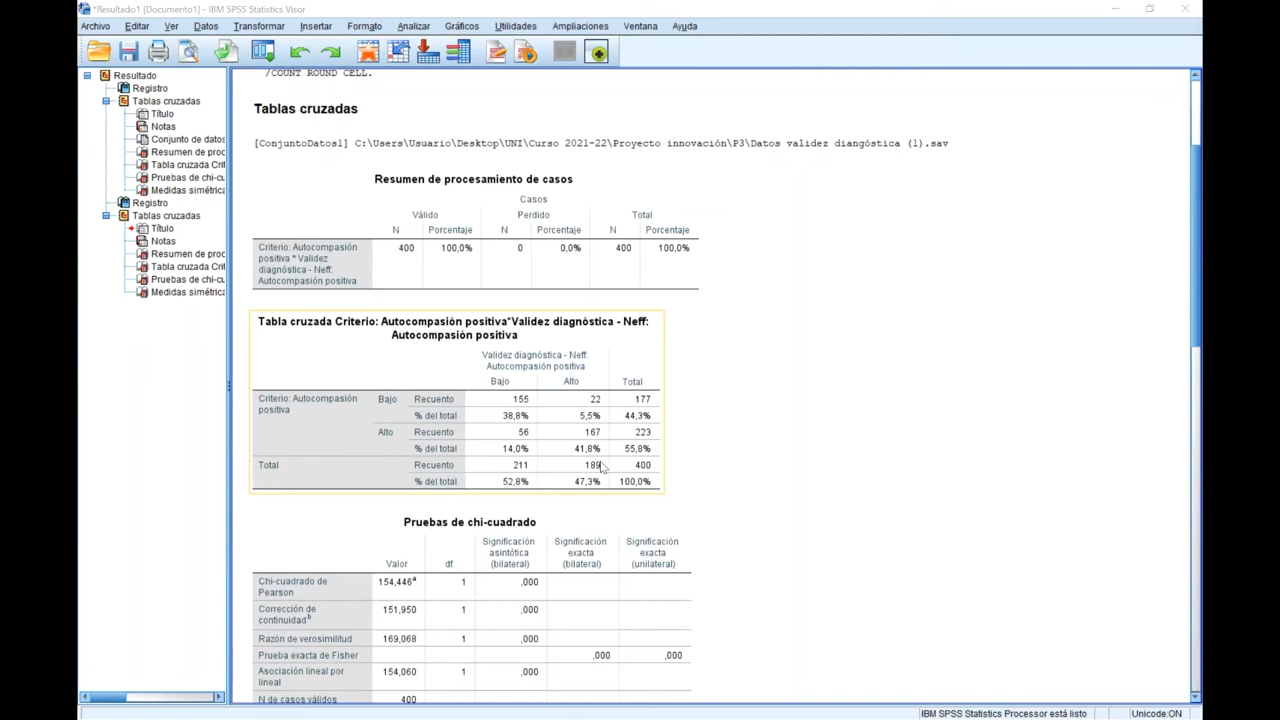 *Resultado1 [Documento1] - IBM SPSS Statistics Visor
Archivo Editar Ver Datos Transformar Insertar Formato Analizar Gráficos Utilidades Ampliaciones Ventana Ayuda
Resultado
Registro
Tablas cruzadas
Título
Notas
Conjunto de datos
Resumen de proc
Tabla cruzada Crit
Pruebas de chi-cu
Medidas simétrica
Registro
Tablas cruzadas
Título
Notas
Resumen de proc
Tabla cruzada Crit
Pruebas de chi-cu
Medidas simétrica
/COUNT ROUND CELL.
Tablas cruzadas
[ConjuntoDatos1] C:\Users\Usuario\Desktop\UNI\Curso 2021-22\Proyecto innovación\P3\Datos validez diangóstica (1).sav
Resumen de procesamiento de casos
Casos
Válido Perdido Total
N Porcentaje N Porcentaje N Porcentaje
Criterio: Autocompasión 400 100,0% 0 0,0% 400 100,0%
positiva * Validez
diagnóstica - Neff:
Autocompasión positiva
Tabla cruzada Criterio: Autocompasión positiva*Validez diagnóstica - Neff:
Autocompasión positiva
Validez diagnóstica - Neff:
Autocompasión positiva
Bajo Alto Total
Criterio: Autocompasión Bajo Recuento 155 22 177
positiva
% del total 38,8% 5,5% 44,3%
Alto Recuento 56 167 223
% del total 14,0% 41,8% 55,8%
Total Recuento 211 189 400
% del total 52,8% 47,3% 100,0%
Pruebas de chi-cuadrado
Significación Significación Significación
asintótica exacta exacta
Valor df (bilateral) (bilateral) (unilateral)
Chi-cuadrado de 154,446a 1 ,000
Pearson
Corrección de 151,950 1 ,000
continuidadb
Razón de verosimilitud 169,068 1 ,000
Prueba exacta de Fisher ,000 ,000
Asociación lineal por 154,060 1 ,000
lineal
N de casos válidos 400
IBM SPSS Statistics Processor está listo Unicode:ON